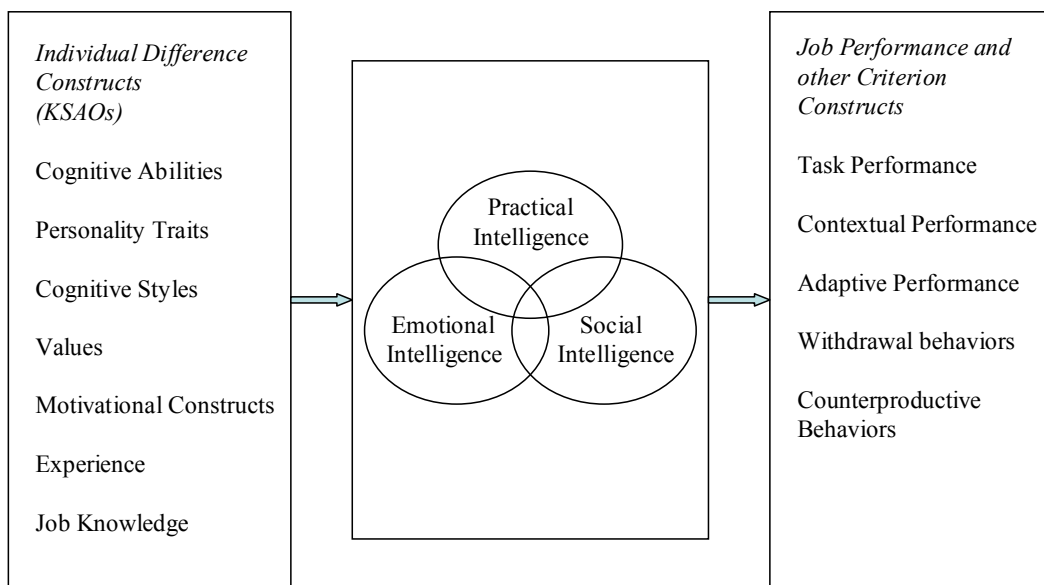 Individual Difference
Constructs
(KSAOs)
Cognitive Abilities
Personality Traits
Cognitive Styles
Values
Motivational Constructs
Experience
Job Knowledge
Practical
Intelligence
Emotional
Intelligence
Social
Intelligence
Job Performance and
other Criterion
Constructs
Task Performance
Contextual Performance
Adaptive Performance
Withdrawal behaviors
Counterproductive
Behaviors